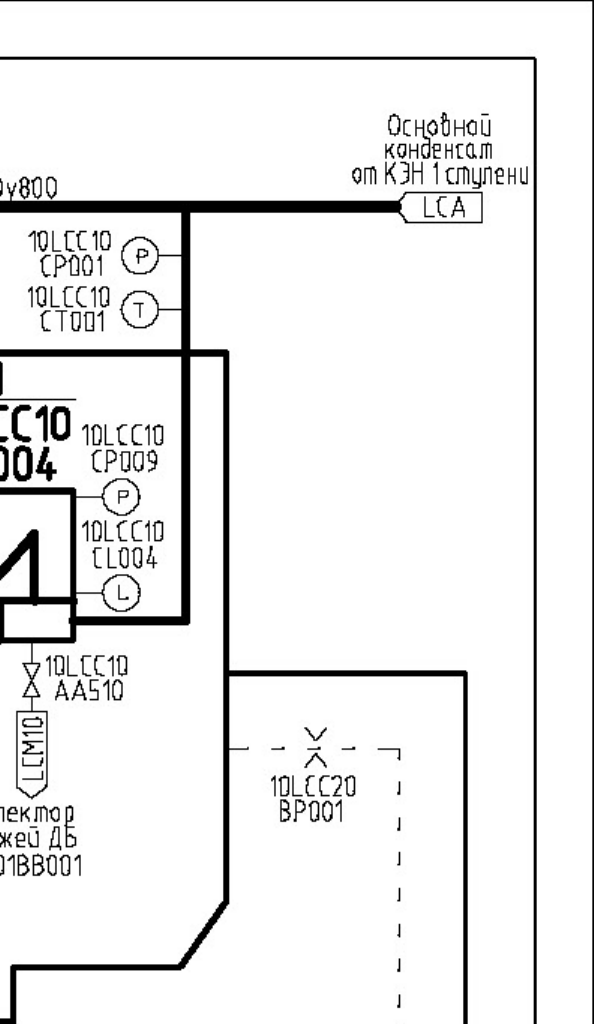 Основной
конденсат
от КЭН 1 ступени
Ду800
LCA
10LCC10
CP001
P
10LCC10
CT001
T
CC10
004
10LCC10
CP009
P
10LCC10
CL004
L
10LCC10
AA510
LCM10
10LCC20
BP001
лектор
жей ДБ
01BB001